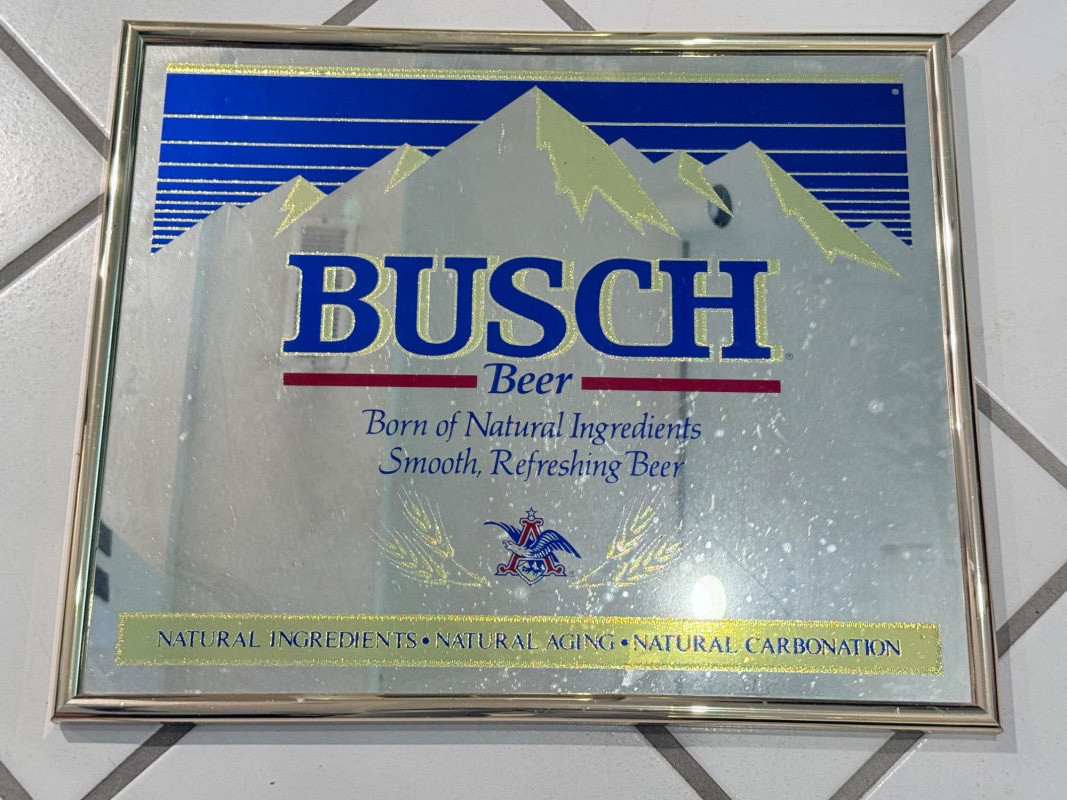 BUSCH®
Beer
Born of Natural Ingredients
Smooth, Refreshing Beer
A
NATURAL INGREDIENTS • NATURAL AGING • NATURAL CARBONATION